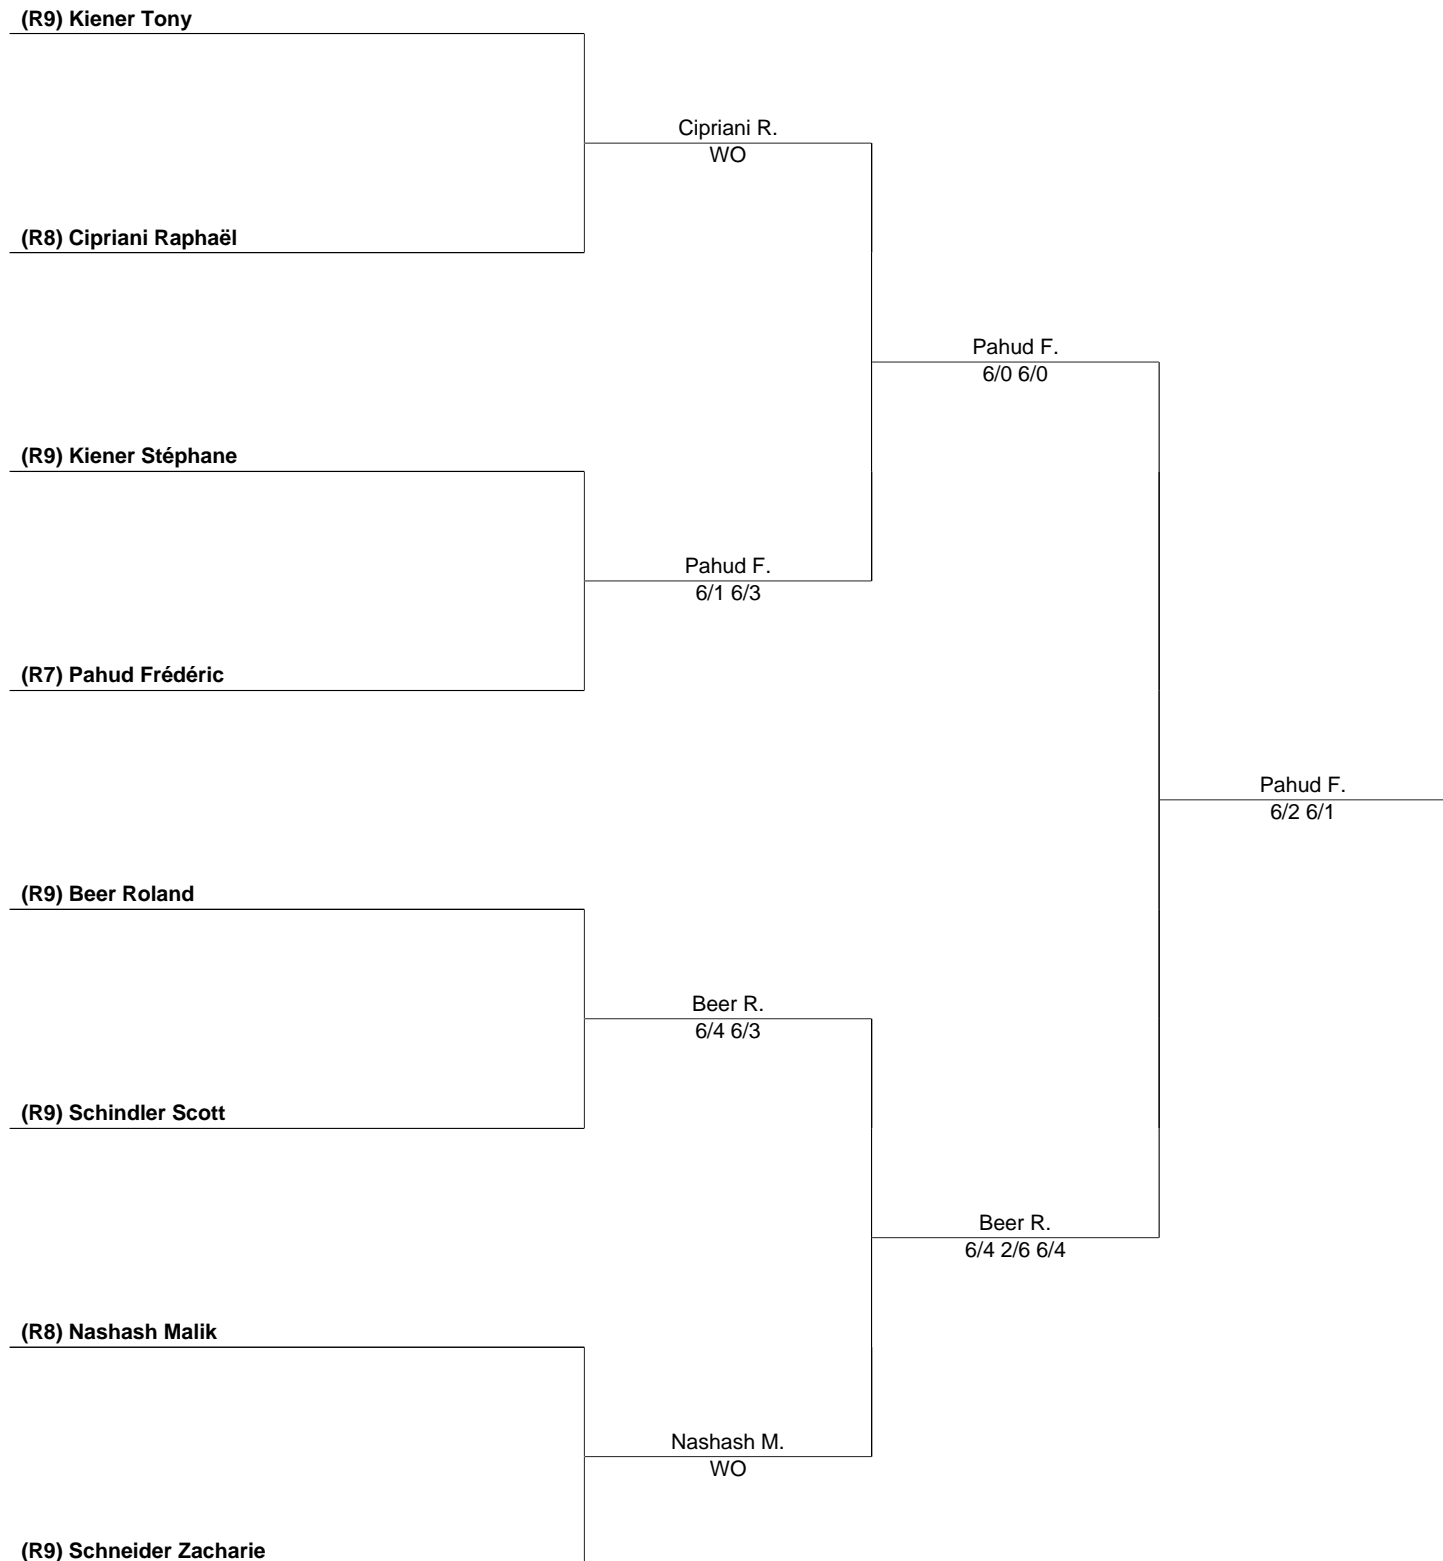 (R9) Kiener Tony
Cipriani R.
WO
(R8) Cipriani Raphaël
Pahud F.
6/0 6/0
(R9) Kiener Stéphane
Pahud F.
6/1 6/3
(R7) Pahud Frédéric
Pahud F.
6/2 6/1
(R9) Beer Roland
Beer R.
6/4 6/3
(R9) Schindler Scott
Beer R.
6/4 2/6 6/4
(R8) Nashash Malik
Nashash M.
WO
(R9) Schneider Zacharie